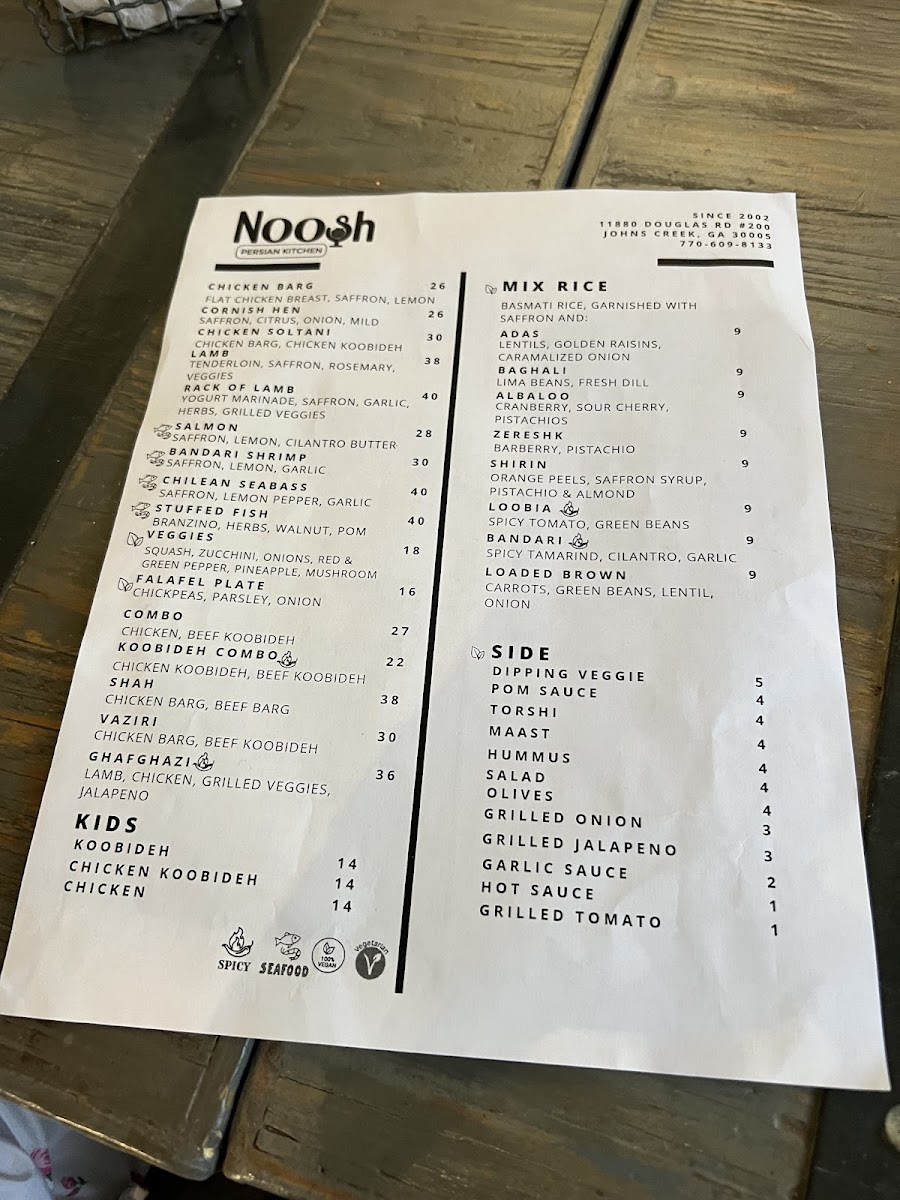 Noosh
PERSIAN KITCHEN
SINCE 2002
11880 DOUGLAS RD #200
JOHNS CREEK, GA 30005
770-609-8133
CHICKEN BARG 26
FLAT CHICKEN BREAST, SAFFRON, LEMON
CORNISH HEN 26
SAFFRON, CITRUS, ONION, MILD
CHICKEN SOLTANI 30
CHICKEN BARG, CHICKEN KOOBIDEH
LAMB 38
TENDERLOIN, SAFFRON, ROSEMARY,
VEGGIES
RACK OF LAMB 40
YOGURT MARINADE, SAFFRON, GARLIC,
HERBS, GRILLED VEGGIES
SALMON 28
SAFFRON, LEMON, CILANTRO BUTTER
BANDARI SHRIMP 30
SAFFRON, LEMON, GARLIC
CHILEAN SEABASS 40
SAFFRON, LEMON PEPPER, GARLIC
STUFFED FISH 40
BRANZINO, HERBS, WALNUT, POM
VEGGIES 18
SQUASH, ZUCCHINI, ONIONS, RED &
GREEN PEPPER, PINEAPPLE, MUSHROOM
FALAFEL PLATE 16
CHICKPEAS, PARSLEY, ONION
COMBO 27
CHICKEN, BEEF KOOBIDEH
KOOBIDEH COMBO 22
CHICKEN KOOBIDEH, BEEF KOOBIDEH
SHAH 38
CHICKEN BARG, BEEF BARG
VAZIRI 30
CHICKEN BARG, BEEF KOOBIDEH
GHAFGHAZI 36
LAMB, CHICKEN, GRILLED VEGGIES,
JALAPENO
KIDS
KOOBIDEH 14
CHICKEN KOOBIDEH 14
CHICKEN 14
SPICY
SEAFOOD
100%
VEGAN
vegetarian
V
MIX RICE
BASMATI RICE, GARNISHED WITH
SAFFRON AND:
ADAS 9
LENTILS, GOLDEN RAISINS,
CARAMALIZED ONION
BAGHALI 9
LIMA BEANS, FRESH DILL
ALBALOO 9
CRANBERRY, SOUR CHERRY,
PISTACHIOS
ZERESHK 9
BARBERRY, PISTACHIO
SHIRIN 9
ORANGE PEELS, SAFFRON SYRUP,
PISTACHIO & ALMOND
LOOBIA 9
SPICY TOMATO, GREEN BEANS
BANDARI 9
SPICY TAMARIND, CILANTRO, GARLIC
LOADED BROWN 9
CARROTS, GREEN BEANS, LENTIL,
ONION
SIDE
DIPPING VEGGIE 5
POM SAUCE 4
TORSHI 4
MAAST 4
HUMMUS 4
SALAD 4
OLIVES 4
GRILLED ONION 3
GRILLED JALAPENO 3
GARLIC SAUCE 2
HOT SAUCE 1
GRILLED TOMATO 1